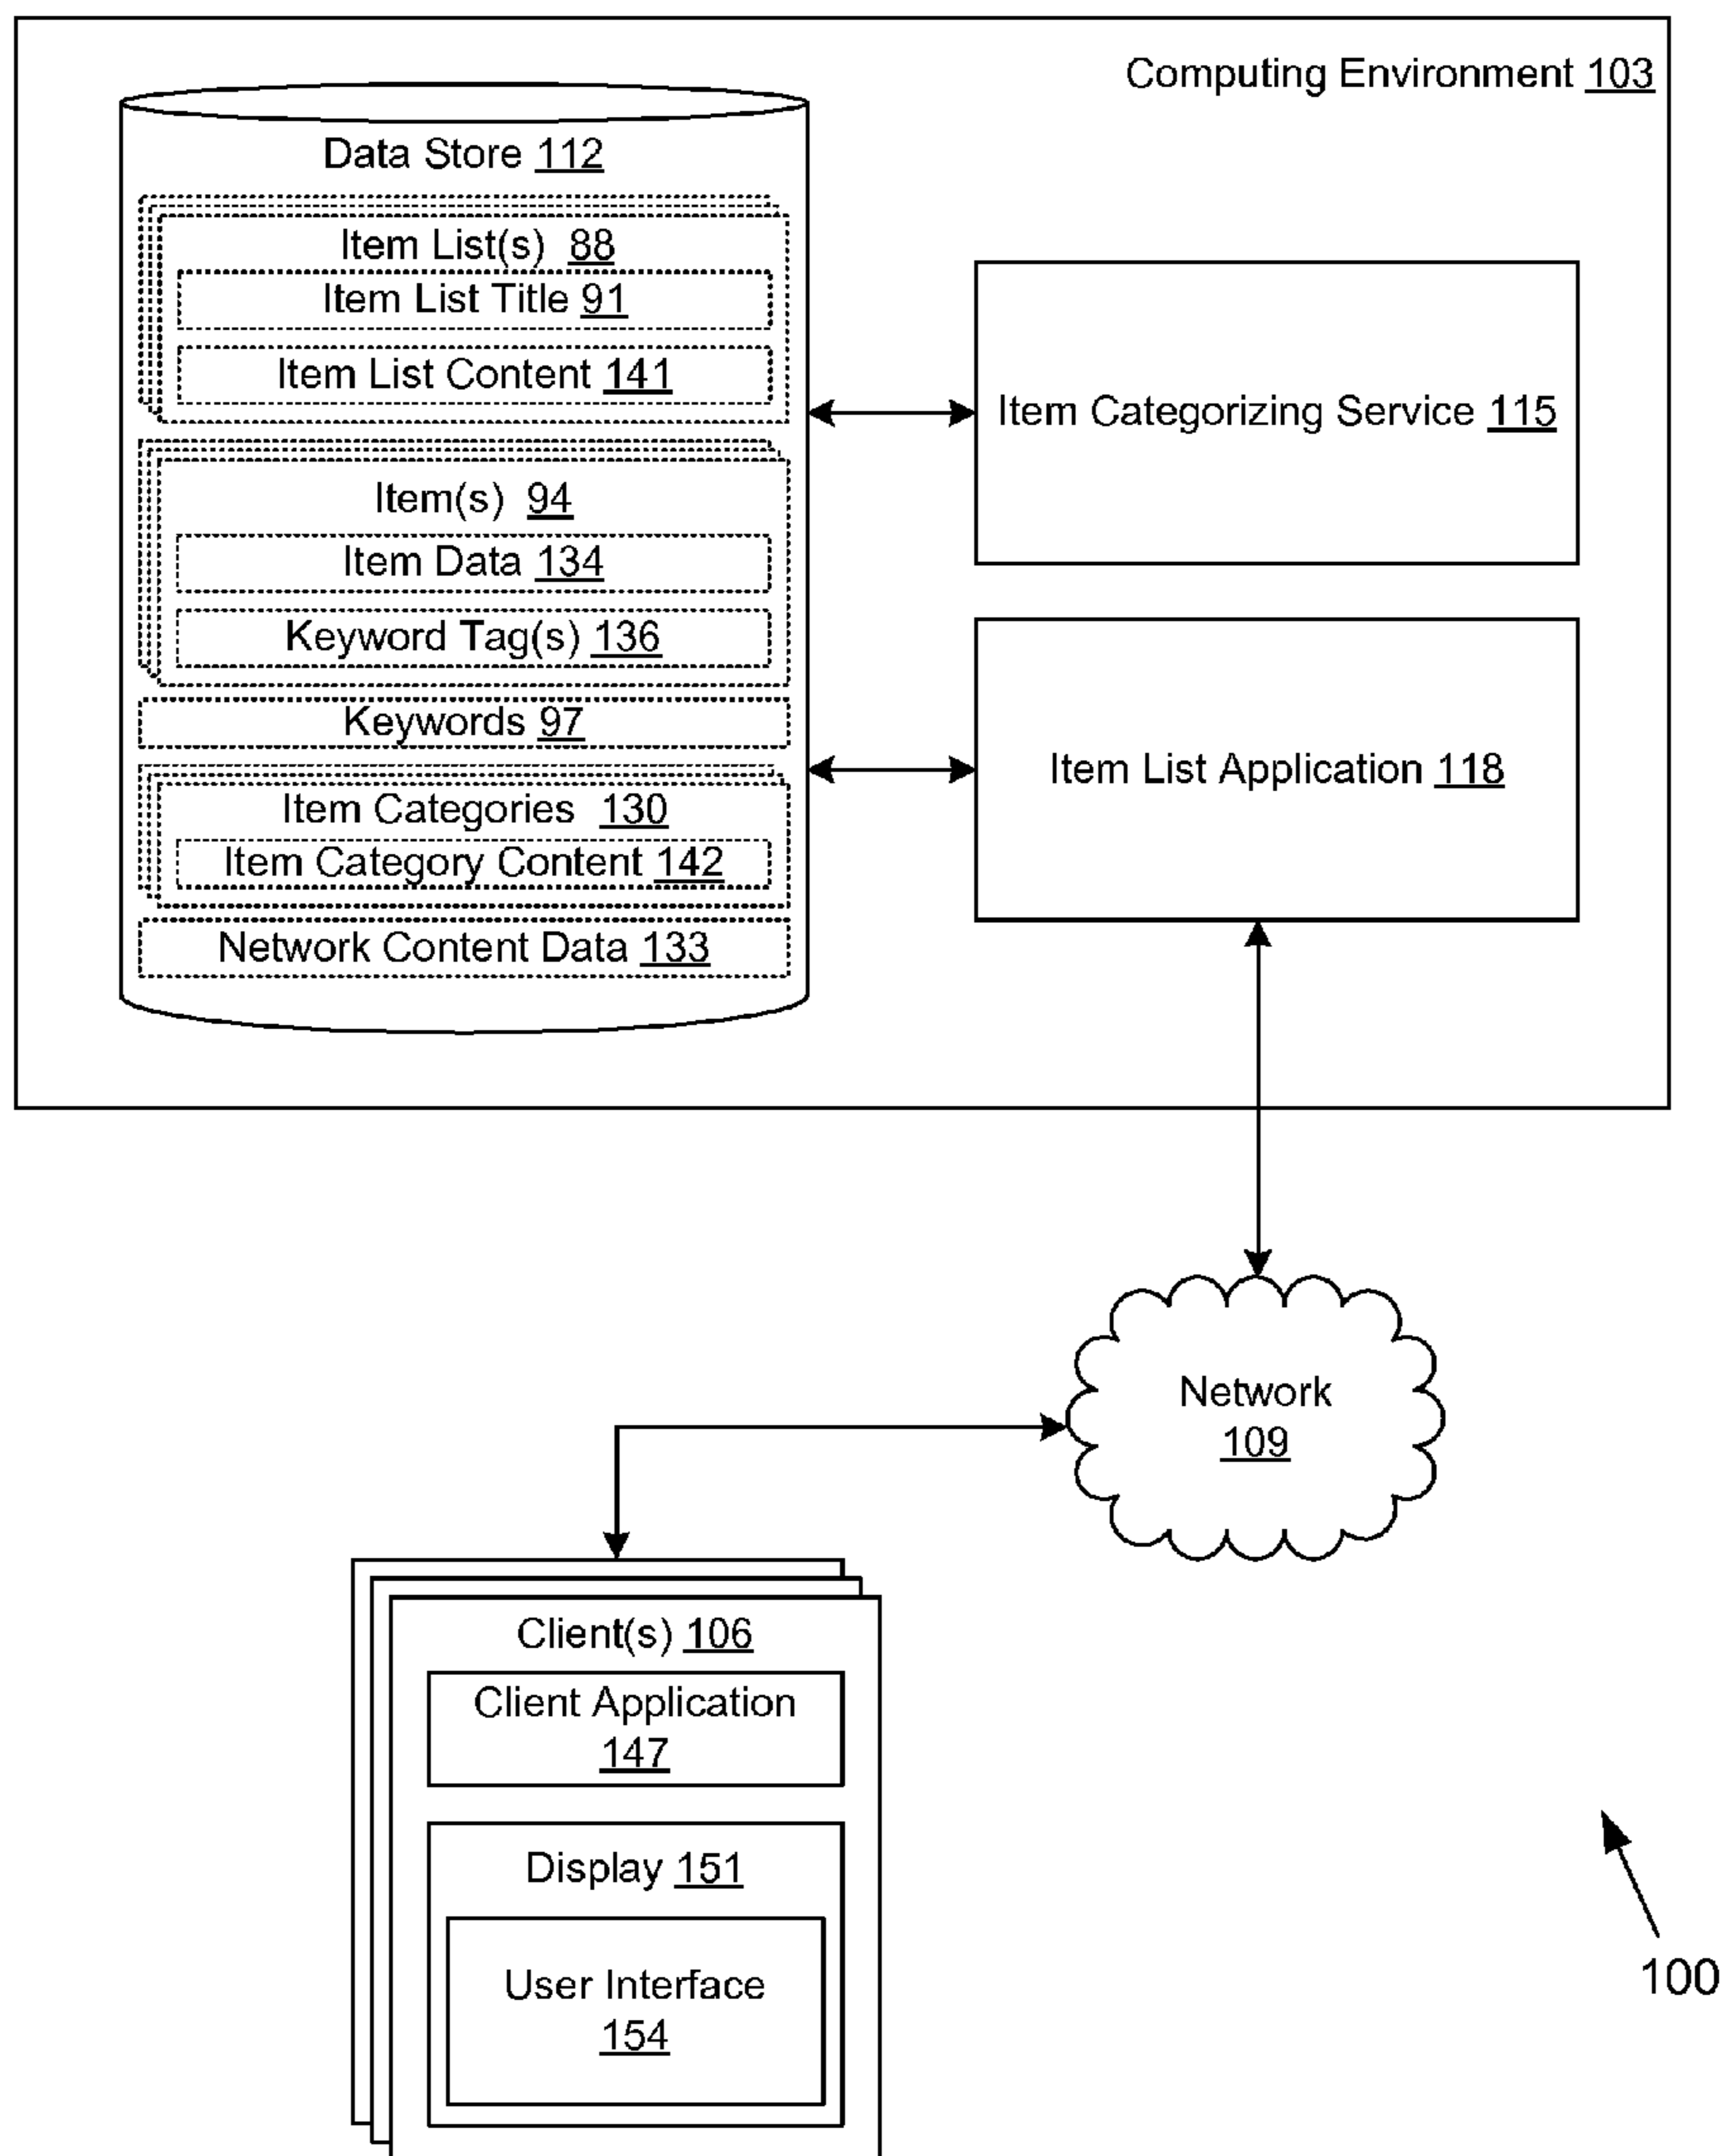 Computing Environment 103
Data Store 112
Item List(s) 88
Item List Title 91
Item List Content 141
Item(s) 94
Item Data 134
Keyword Tag(s) 136
Keywords 97
Item Categories 130
Item Category Content 142
Network Content Data 133
Item Categorizing Service 115
Item List Application 118
Network
109
Client(s) 106
Client Application
147
Display 151
User Interface
154
100